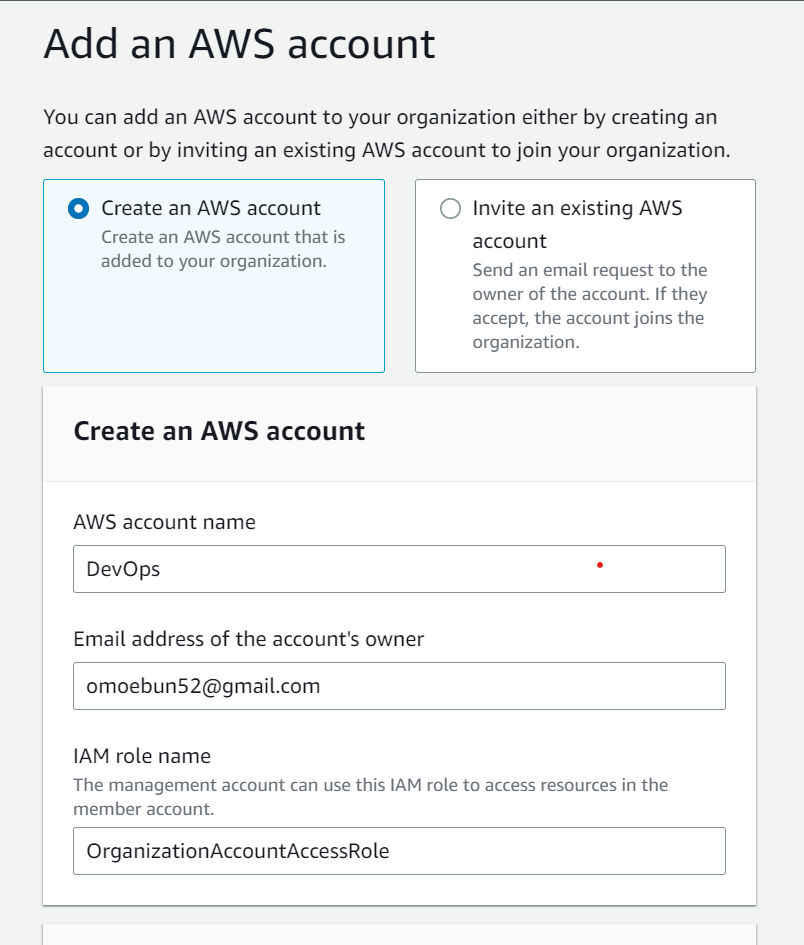 Add an AWS account
You can add an AWS account to your organization either by creating an
account or by inviting an existing AWS account to join your organization.
Create an AWS account
Create an AWS account that is
added to your organization.
Invite an existing AWS
account
Send an email request to the
owner of the account. If they
accept, the account joins the
organization.
Create an AWS account
AWS account name
DevOps
Email address of the account's owner
omoebun52@gmail.com
IAM role name
The management account can use this IAM role to access resources in the
member account.
OrganizationAccountAccessRole